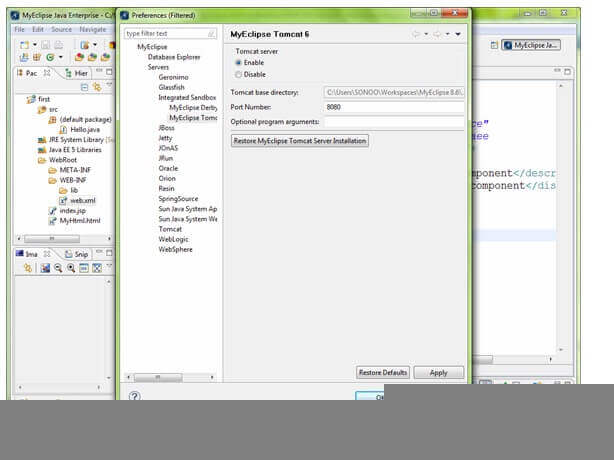 MyEclipse Java Enterprise - C
Preferences (Filtered)
File Edit Source Navigate
MyEclipse Ja...
Pac
Hier
first
src
(default package)
Hello.java
JRE System Library
Java EE 5 Libraries
WebRoot
META-INF
WEB-INF
lib
web.xml
index.jsp
MyHtml.html
Ima
Snip
type filter text
MyEclipse
Database Explorer
Servers
Geronimo
Glassfish
Integrated Sandbox
MyEclipse Derby
MyEclipse Tomc
JBoss
Jetty
JOnAS
JRun
Oracle
Orion
Resin
SpringSource
Sun Java System Ap
Sun Java System We
Tomcat
WebLogic
WebSphere
MyEclipse Tomcat 6
Tomcat server
Enable
Disable
Tomcat base directory: C:\Users\SONOO\Workspaces\MyEclipse 8.6\.
Port Number: 8080
Optional program arguments:
Restore MyEclipse Tomcat Server Installation
Restore Defaults
Apply
ce"
ee
omponent</descr
component</dis